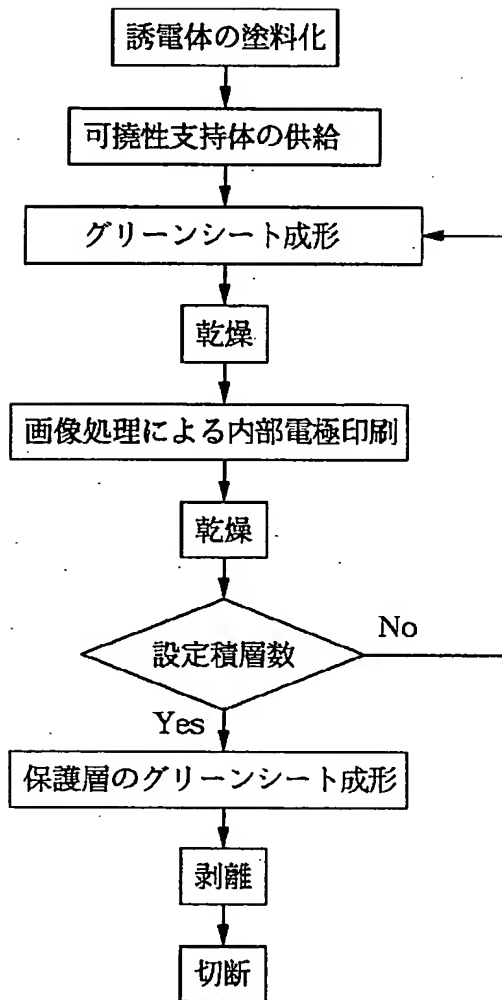 誘電体の塗料化
可撓性支持体の供給
グリーンシート成形
乾燥
画像処理による内部電極印刷
乾燥
設定積層数
No
Yes
保護層のグリーンシート成形
剥離
切断